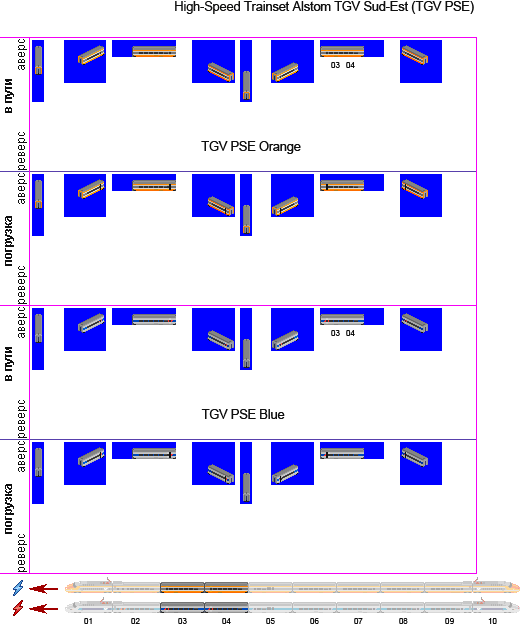 High-Speed Trainset Alstom TGV Sud-Est (TGV PSE)
в пути
аверс
реверс
03 04
TGV PSE Orange
погрузка
аверс
реверс
в пути
аверс
реверс
03 04
TGV PSE Blue
погрузка
аверс
реверс
01 02 03 04 05 06 07 08 09 10